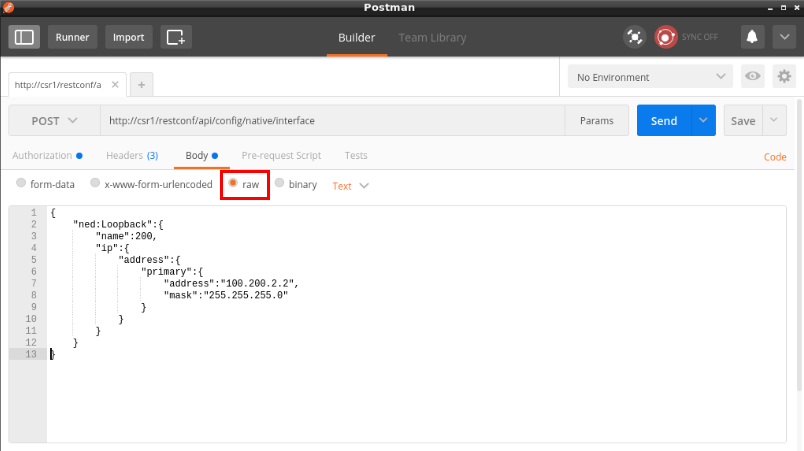 Postman
Runner Import Builder Team Library SYNC OFF
http://csr1/restconf/a No Environment
POST http://csr1/restconf/api/config/native/interface Params Send Save
Authorization Headers (3) Body Pre-request Script Tests Code
form-data x-www-form-urlencoded raw binary Text
1 {
2 "ned:Loopback":{
3 "name":200,
4 "ip":{
5 "address":{
6 "primary":{
7 "address":"100.200.2.2",
8 "mask":"255.255.255.0"
9 }
10 }
11 }
12 }
13 }